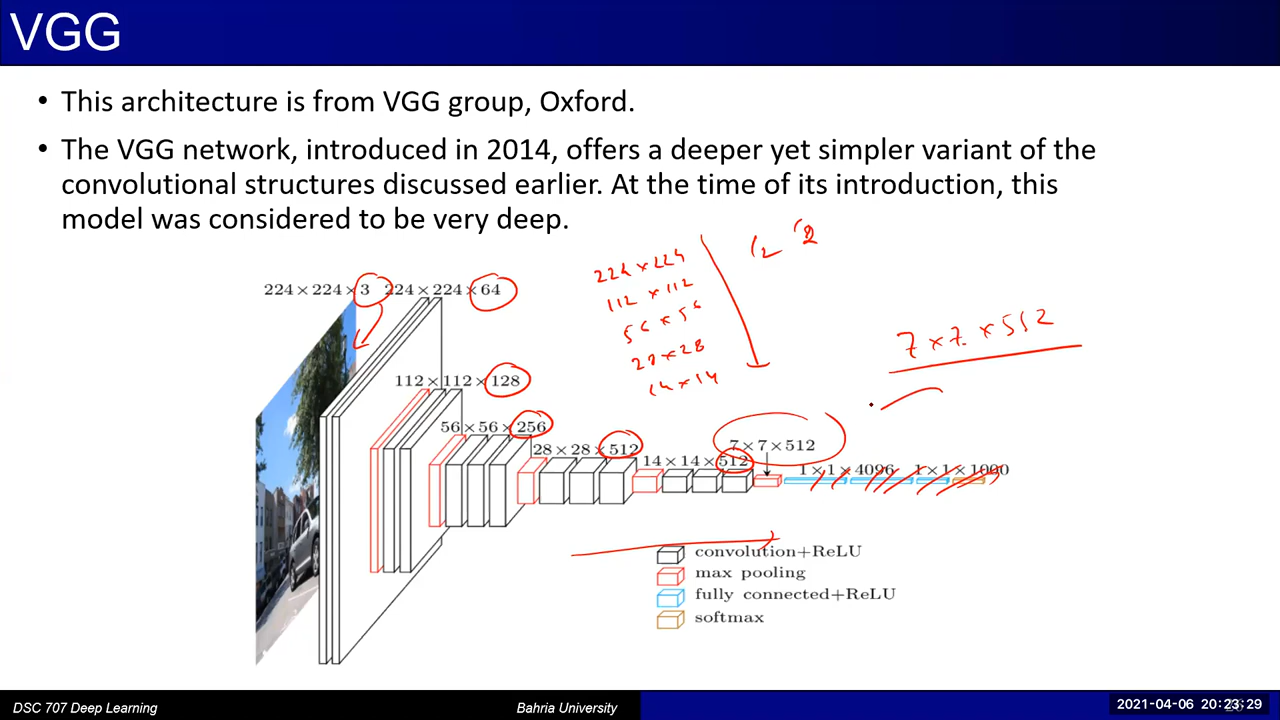 VGG
• This architecture is from VGG group, Oxford.
• The VGG network, introduced in 2014, offers a deeper yet simpler variant of the
convolutional structures discussed earlier. At the time of its introduction, this
model was considered to be very deep.
224 × 224
112 × 112
56 × 56
28 × 28
14 × 14
7 × 7 × 512
224 × 224 × 3 224 × 224 × 64
112 × 112 × 128
56 × 56 × 256
28 × 28 × 512
14 × 14 × 512
7 × 7 × 512
1 × 1 × 4096 1 × 1 × 1000
convolution+ReLU
max pooling
fully connected+ReLU
softmax
DSC 707 Deep Learning
Bahria University
2021-04-06 20:23:29